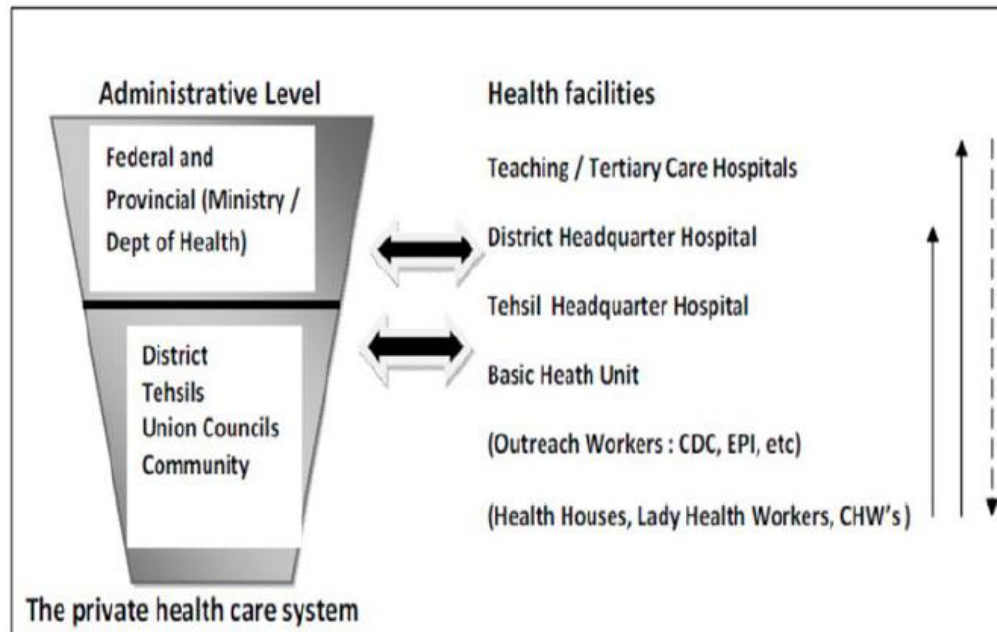 Administrative Level
Federal and
Provincial (Ministry /
Dept of Health)
District
Tehsils
Union Councils
Community
The private health care system
Health facilities
Teaching / Tertiary Care Hospitals
District Headquarter Hospital
Tehsil Headquarter Hospital
Basic Heath Unit
(Outreach Workers : CDC, EPI, etc)
(Health Houses, Lady Health Workers, CHW's )